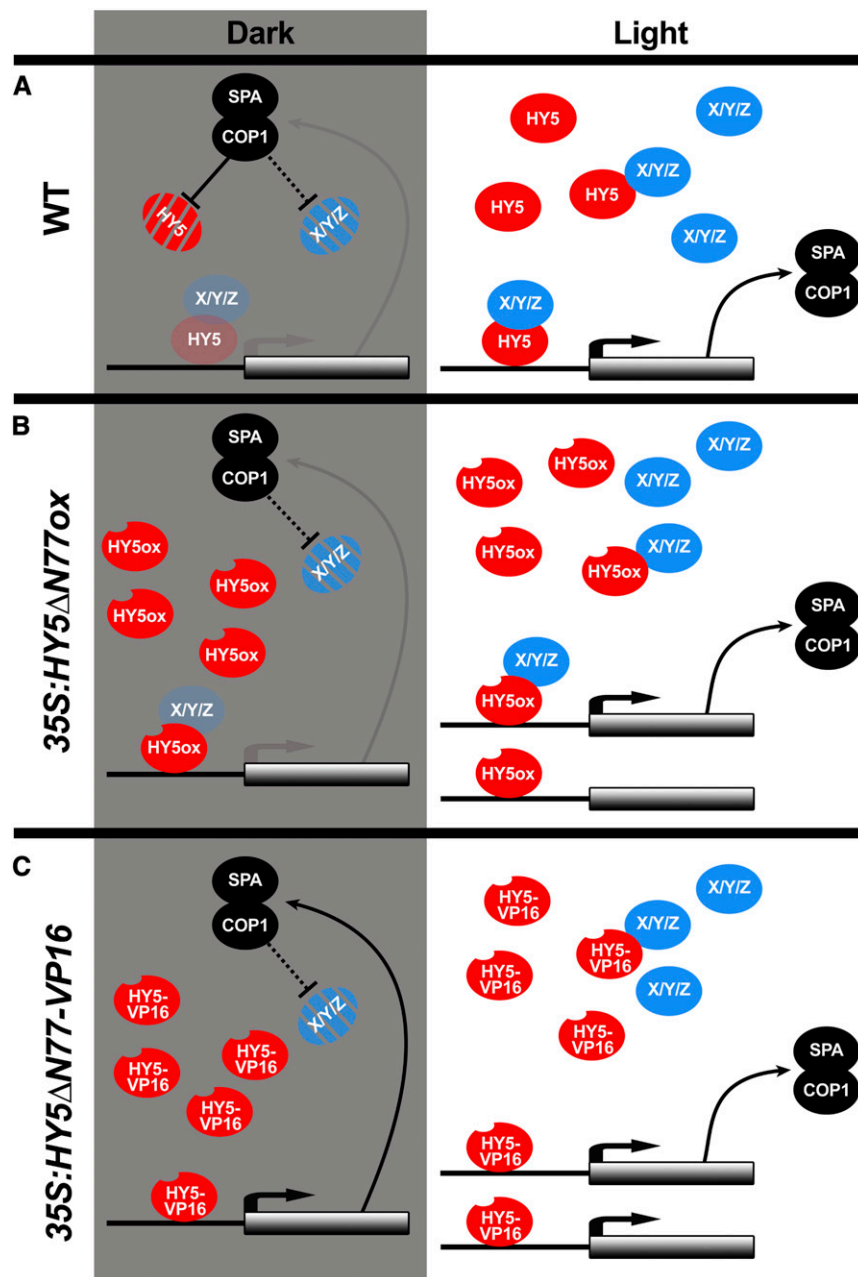 Dark
Light
A
WT
SPA
COP1
HY5
X/Y/Z
X/Y/Z
HY5
HY5
X/Y/Z
X/Y/Z
HY5
HY5
X/Y/Z
SPA
COP1
X/Y/Z
HY5
B
35S:HY5ΔN77ox
SPA
COP1
X/Y/Z
HY5ox
HY5ox
HY5ox
HY5ox
X/Y/Z
HY5ox
X/Y/Z
HY5ox
HY5ox
X/Y/Z
HY5ox
X/Y/Z
HY5ox
SPA
COP1
X/Y/Z
HY5ox
HY5ox
C
35S:HY5ΔN77-VP16
SPA
COP1
X/Y/Z
HY5-
VP16
HY5-
VP16
HY5-
VP16
HY5-
VP16
HY5-
VP16
X/Y/Z
HY5-
VP16
X/Y/Z
HY5-
VP16
HY5-
VP16
X/Y/Z
HY5-
VP16
SPA
COP1
HY5-
VP16
HY5-
VP16